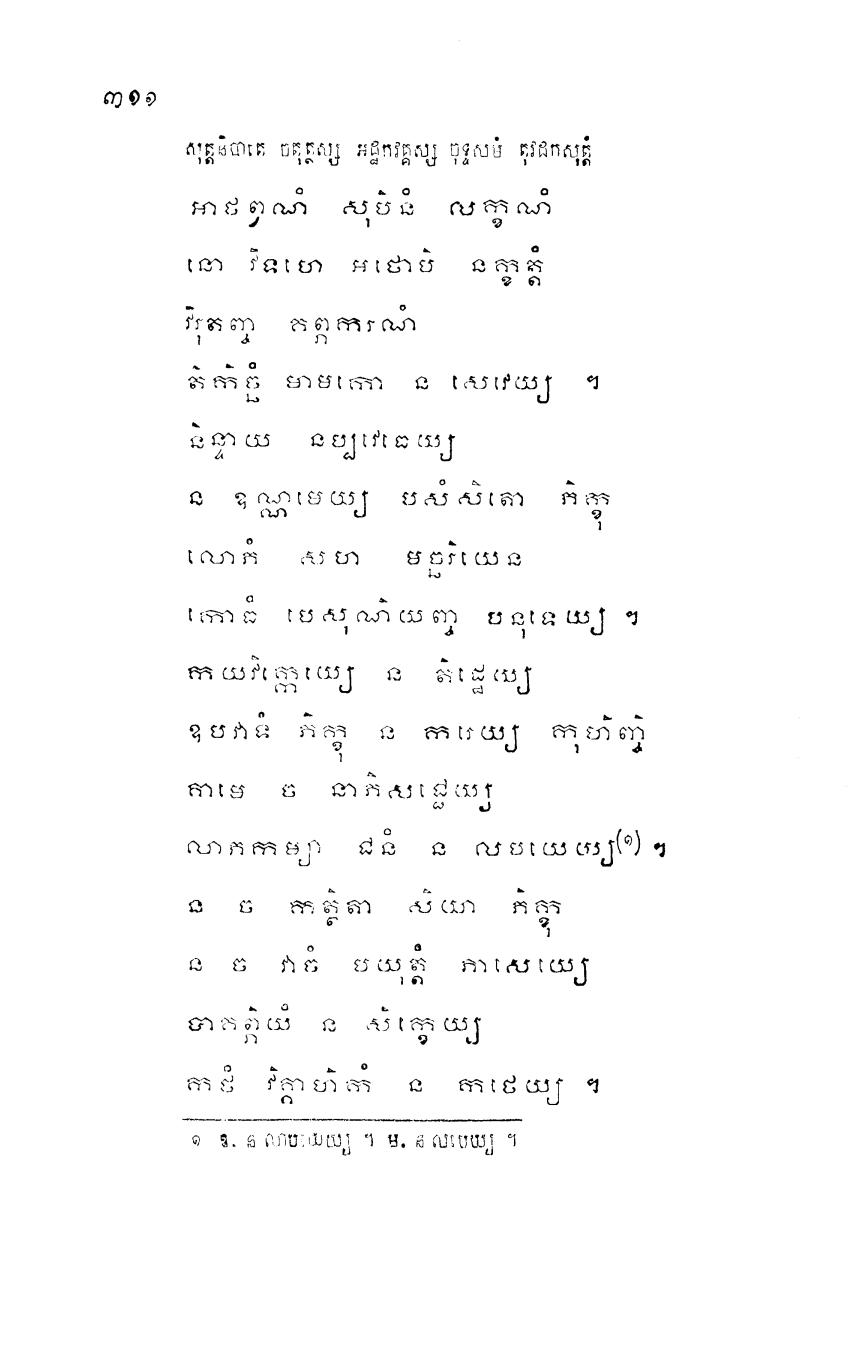 ៣១១
សុត្តនិបាតេ ចតុត្ថស្ស អដ្ឋកវគ្គស្ស ចុទ្ទសមំ តុវដកសុត្តំ
អាថព្វណំ សុបិនំ លក្ខណំ
នោ វិទហេ អថោបិ នក្ខត្តំ
វិរុតញ្ច គព្ភករណំ
តិកិច្ឆំ មាមកោ ន សេវេយ្យ ។
និន្ទាយ នប្បវេធេយ្យ
ន ឧណ្ណមេយ្យ បសំសិតោ ភិក្ខុ
លោភំ សហ មច្ឆរិយេន
កោធំ បេសុណិយញ្ច បនុទេយ្យ ។
កយវិក្កយេ្យ ន តិដ្ឋេយ្យ
ឧបវាទំ ភិក្ខុ ន ករេយ្យ កុហិញ្ចិ
គាមេ ច នាភិសជ្ជេយ្យ
លាភកម្យា ជនំ ន លបយេយ្យ(១) ។
ន ច កត្ថិតា សិយា ភិក្ខុ
ន ច វាចំ បយុត្តំ ភាសេយេ្យ
បាគព្ភិយំ ន សិក្ខេយ្យ
កថំ វិគ្គាហិកំ ន កថេយ្យ ។
១ ឱ. ន លាបយេយ្យ ។ ម. ន លបេយ្យ ។